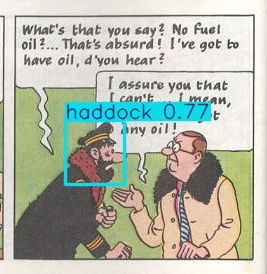 What's that you say? No fuel
oil?... That's absurd! I've got to
have oil, d'you hear?
I assure you that
I can't... I mean,
haddock 0.77
any oil!